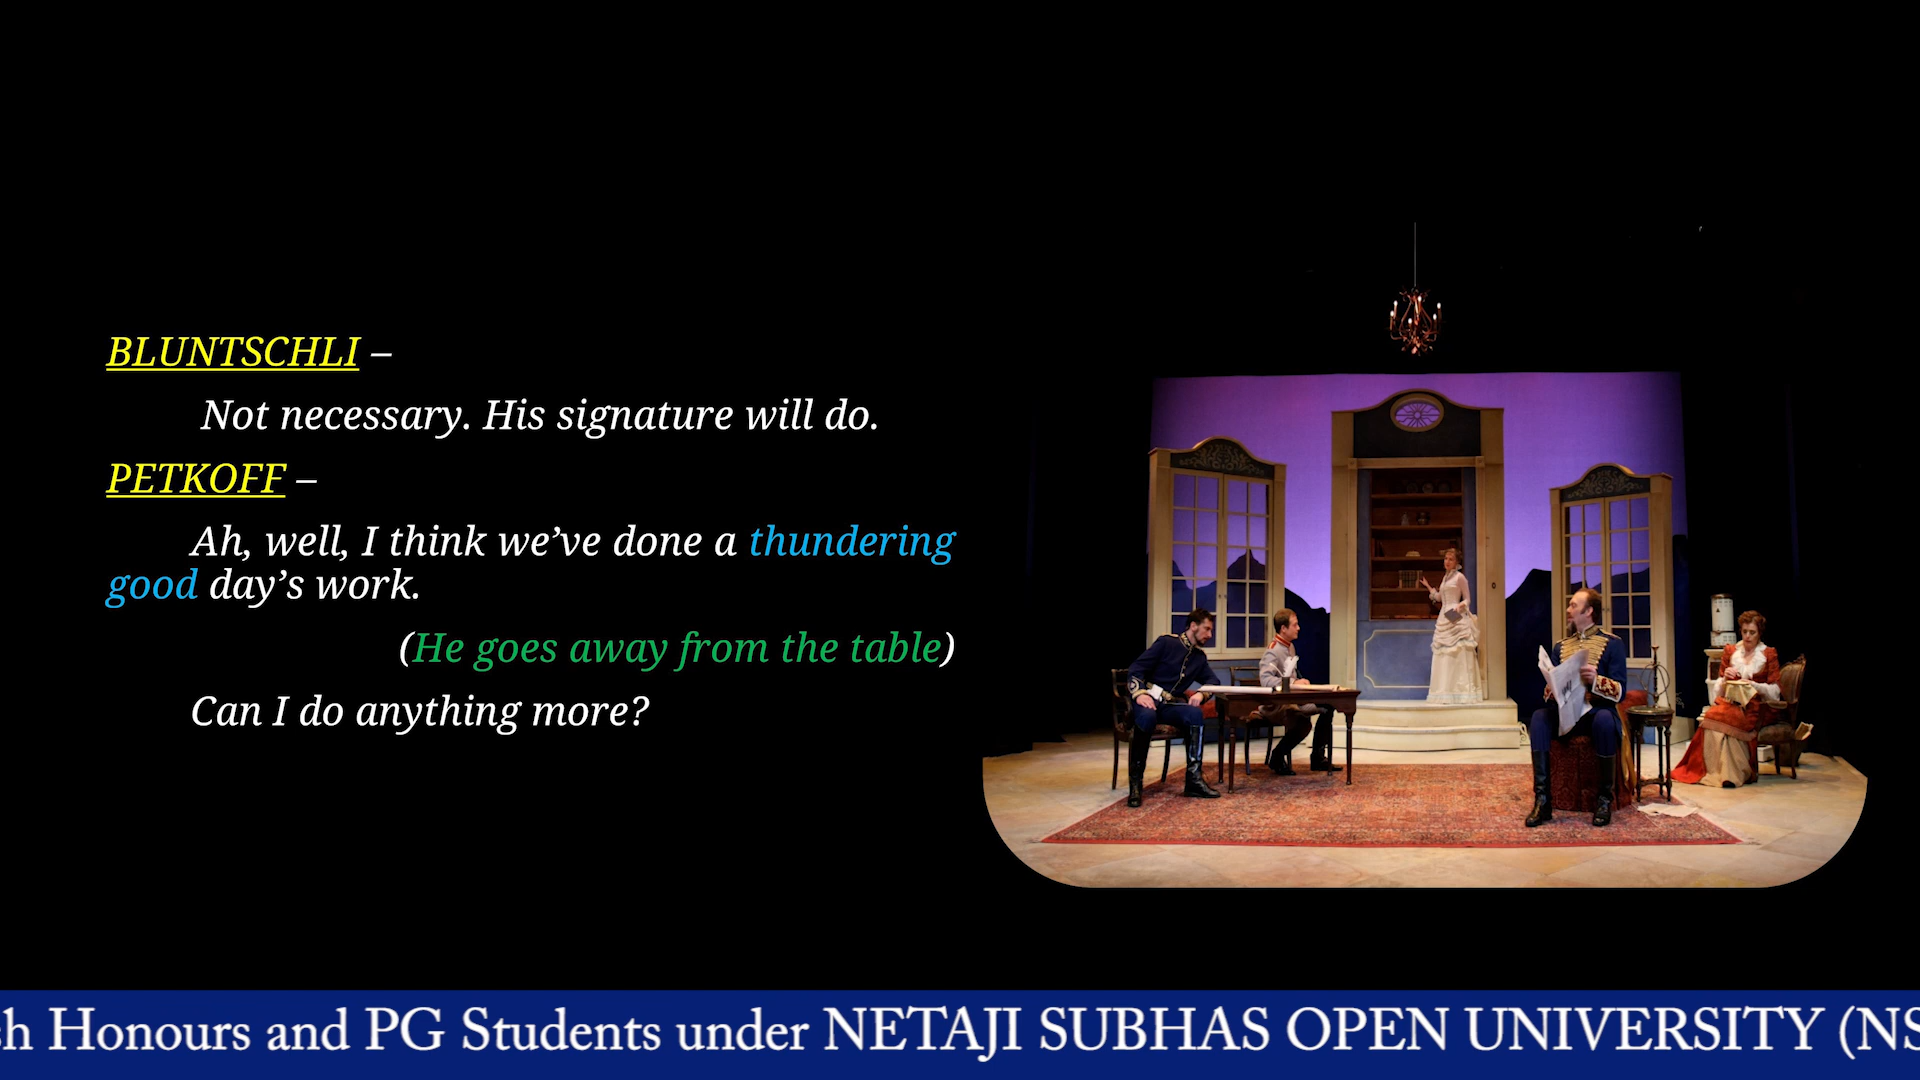 BLUNTSCHLI –
Not necessary. His signature will do.
PETKOFF –
Ah, well, I think we’ve done a thundering
good day’s work.
(He goes away from the table)
Can I do anything more?
sh Honours and PG Students under NETAJI SUBHAS OPEN UNIVERSITY (NS